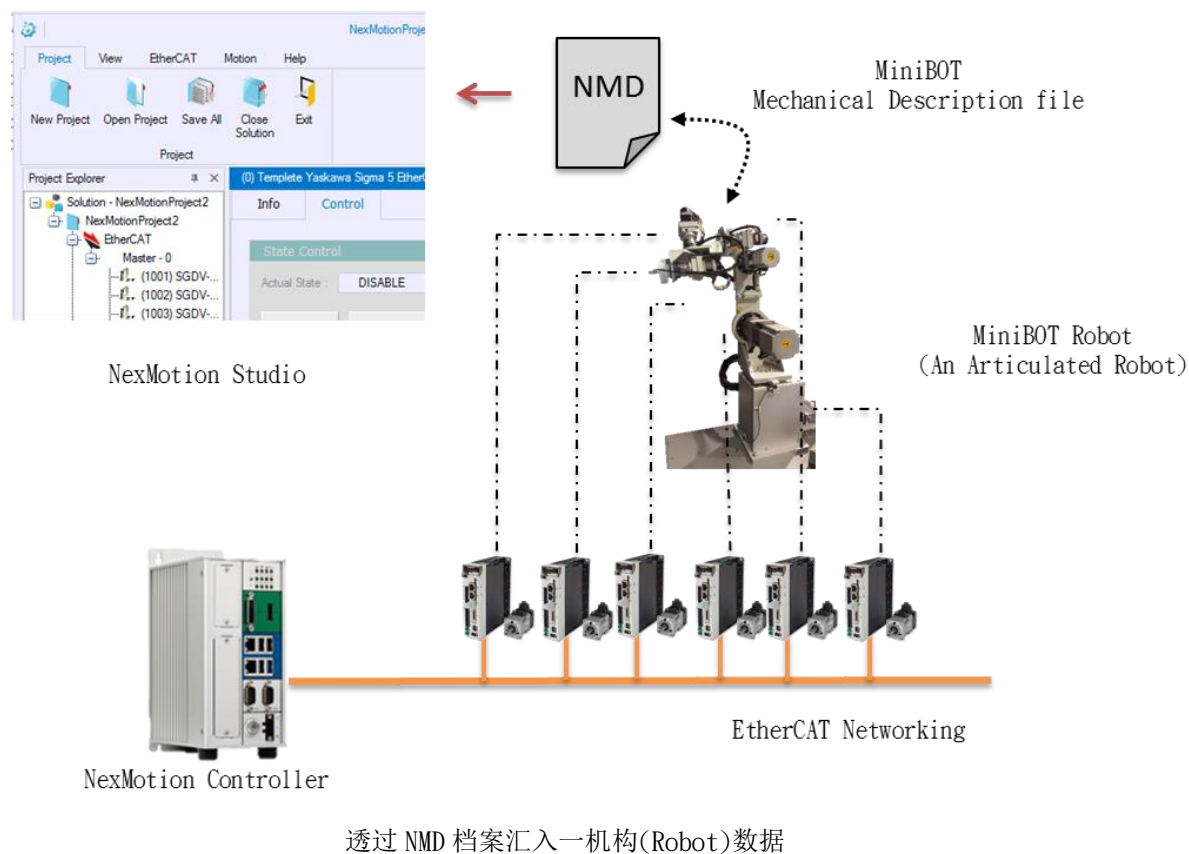 NexMotionProje
Project View EtherCAT Motion Help
New Project Open Project Save All Close Solution Exit
Project
Project Explorer
(0) Templete Yaskawa Sigma 5 EtherC
Solution - NexMotionProject2
Info Control
NexMotionProject2
EtherCAT
State Control
Master - 0
(1001) SGDV-...
Actual State : DISABLE
(1002) SGDV-...
(1003) SGDV-...
NexMotion Studio
NMD
MiniBOT
Mechanical Description file
MiniBOT Robot
(An Articulated Robot)
EtherCAT Networking
NexMotion Controller
透过 NMD 档案汇入一机构(Robot)数据